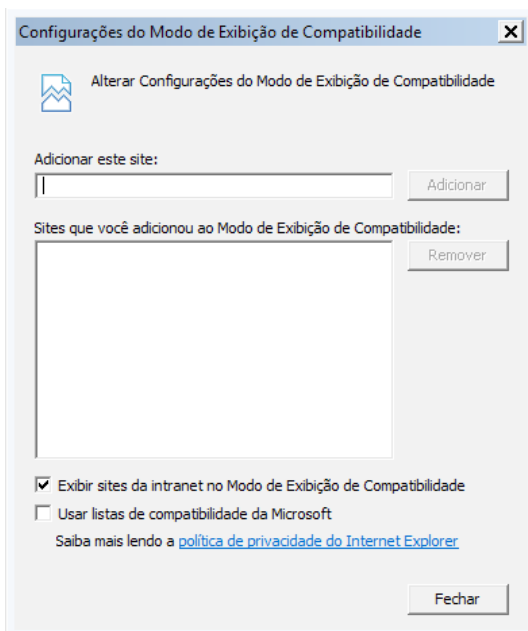 Configurações do Modo de Exibição de Compatibilidade
Alterar Configurações do Modo de Exibição de Compatibilidade
Adicionar este site:
Adicionar
Sites que você adicionou ao Modo de Exibição de Compatibilidade:
Remover
Exibir sites da intranet no Modo de Exibição de Compatibilidade
Usar listas de compatibilidade da Microsoft
Saiba mais lendo a política de privacidade do Internet Explorer
Fechar